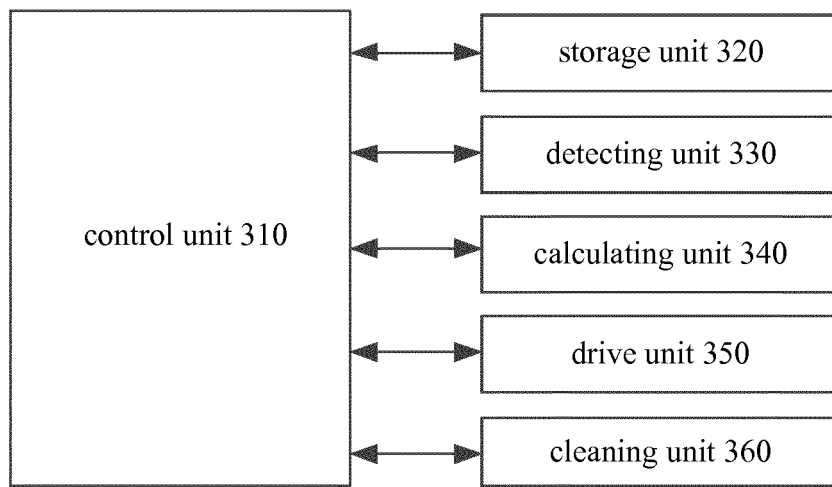 control unit 310
storage unit 320
detecting unit 330
calculating unit 340
drive unit 350
cleaning unit 360